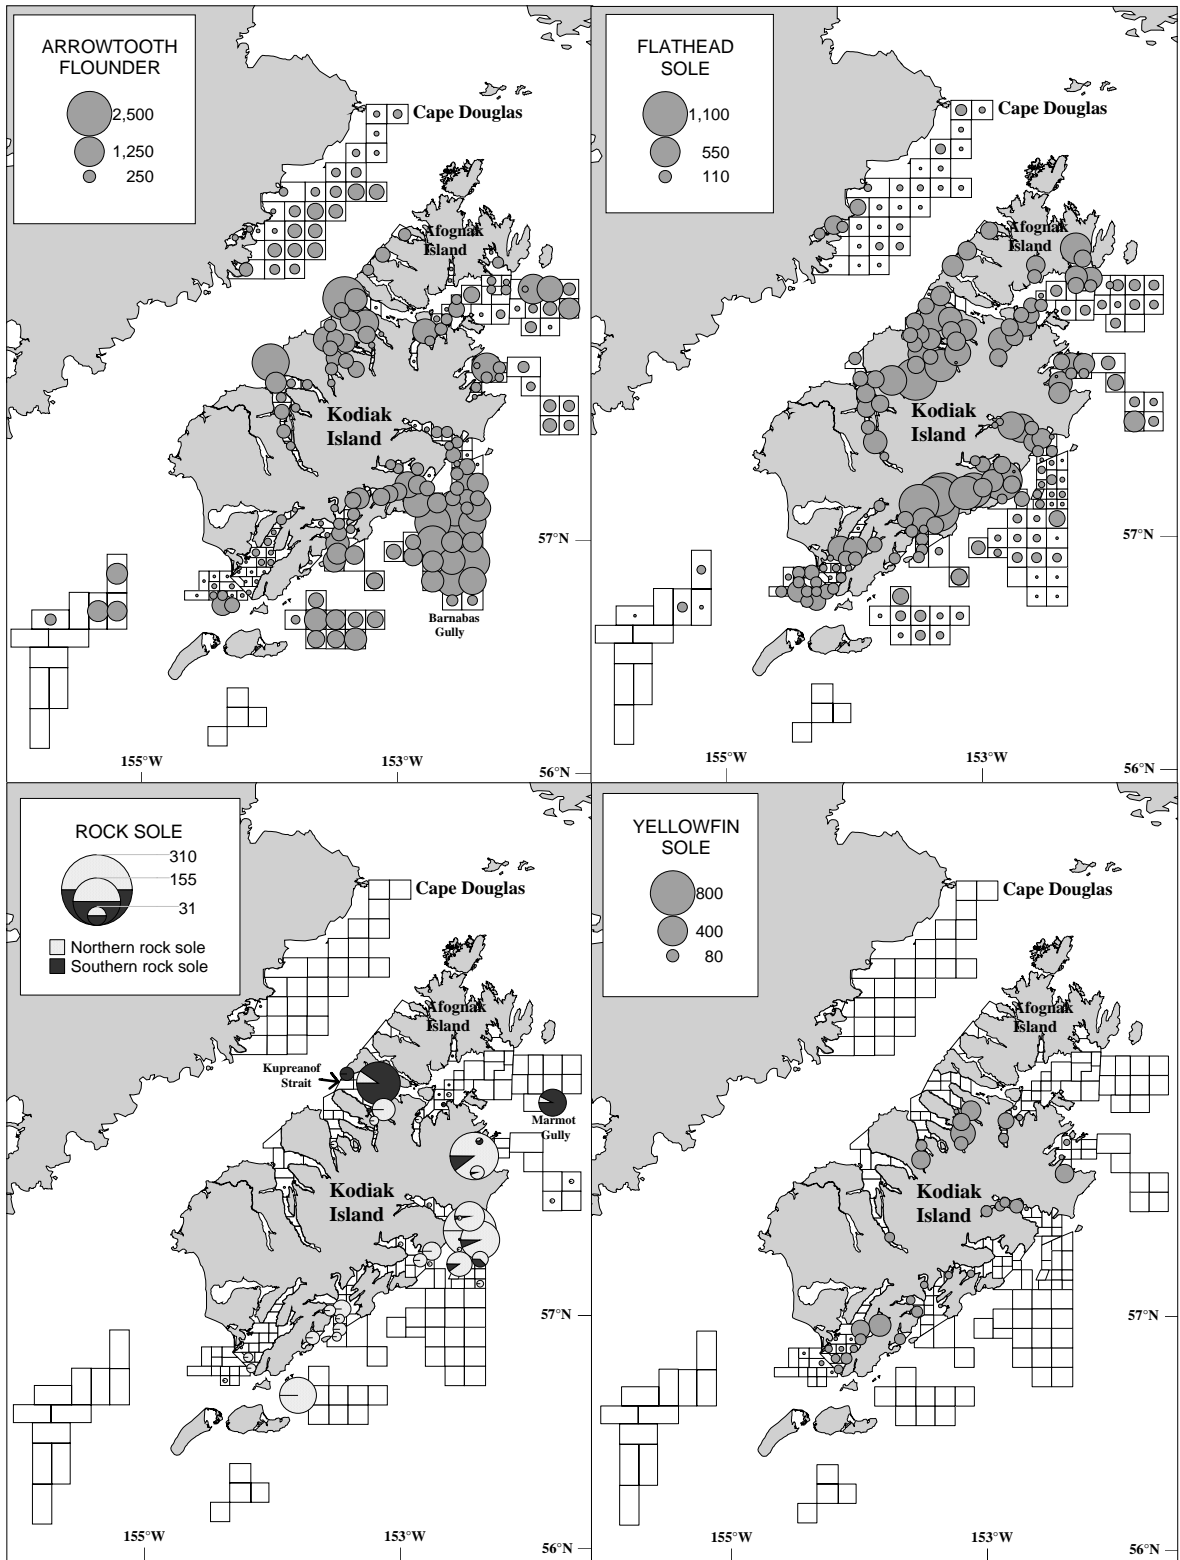 ARROWTOOTH
FLOUNDER
2,500
1,250
250
Cape Douglas
Afognak
Island
Kodiak
Island
57°N
Barnabas
Gully
155°W
153°W
56°N
FLATHEAD
SOLE
1,100
550
110
Cape Douglas
Afognak
Island
Kodiak
Island
57°N
155°W
153°W
56°N
ROCK SOLE
310
155
31
Northern rock sole
Southern rock sole
Cape Douglas
Afognak
Island
Kupreanof
Strait
Marmot
Gully
Kodiak
Island
57°N
155°W
153°W
56°N
YELLOWFIN
SOLE
800
400
80
Cape Douglas
Afognak
Island
Kodiak
Island
57°N
155°W
153°W
56°N